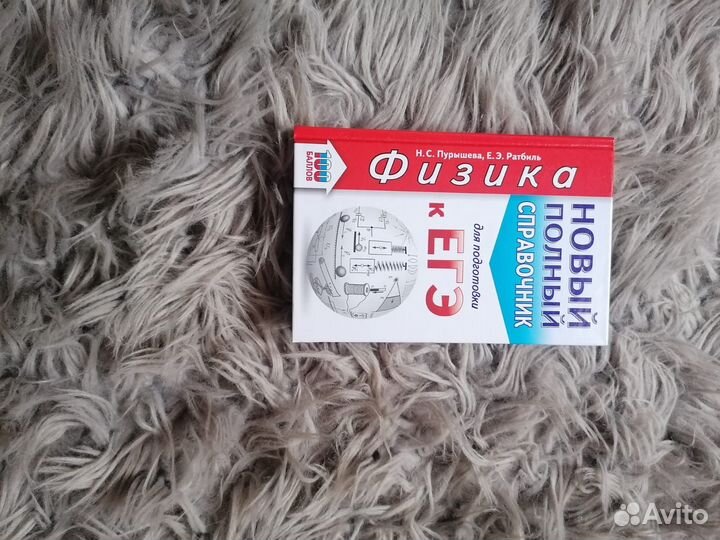 Н. С. Пурышева, Е. Э. Ратбиль
Физика
100
БАЛЛОВ
НОВЫЙ
ПОЛНЫЙ
СПРАВОЧНИК
для подготовки
к ЕГЭ
Avito